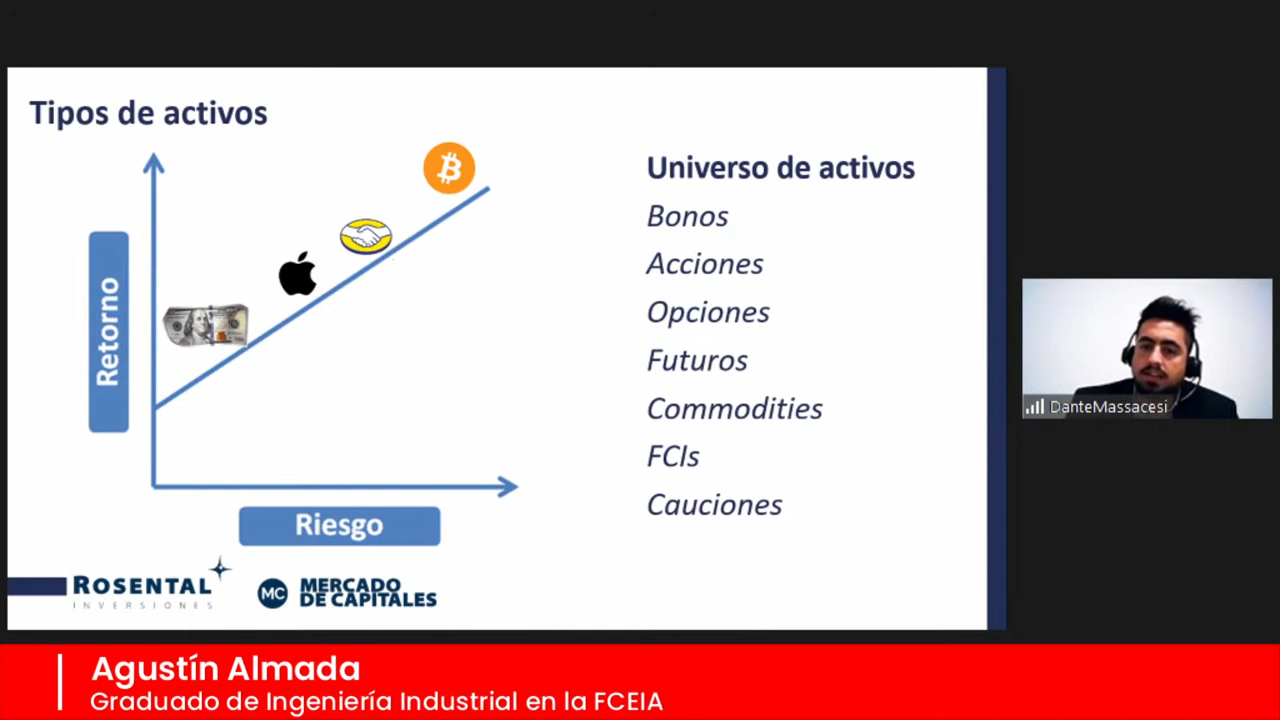 Tipos de activos
Retorno
Riesgo
Universo de activos
Bonos
Acciones
Opciones
Futuros
Commodities
FCIs
Cauciones
ROSENTAL
INVERSIONES
MC
MERCADO
DE CAPITALES
DanteMassacesi
Agustín Almada
Graduado de Ingeniería Industrial en la FCEIA